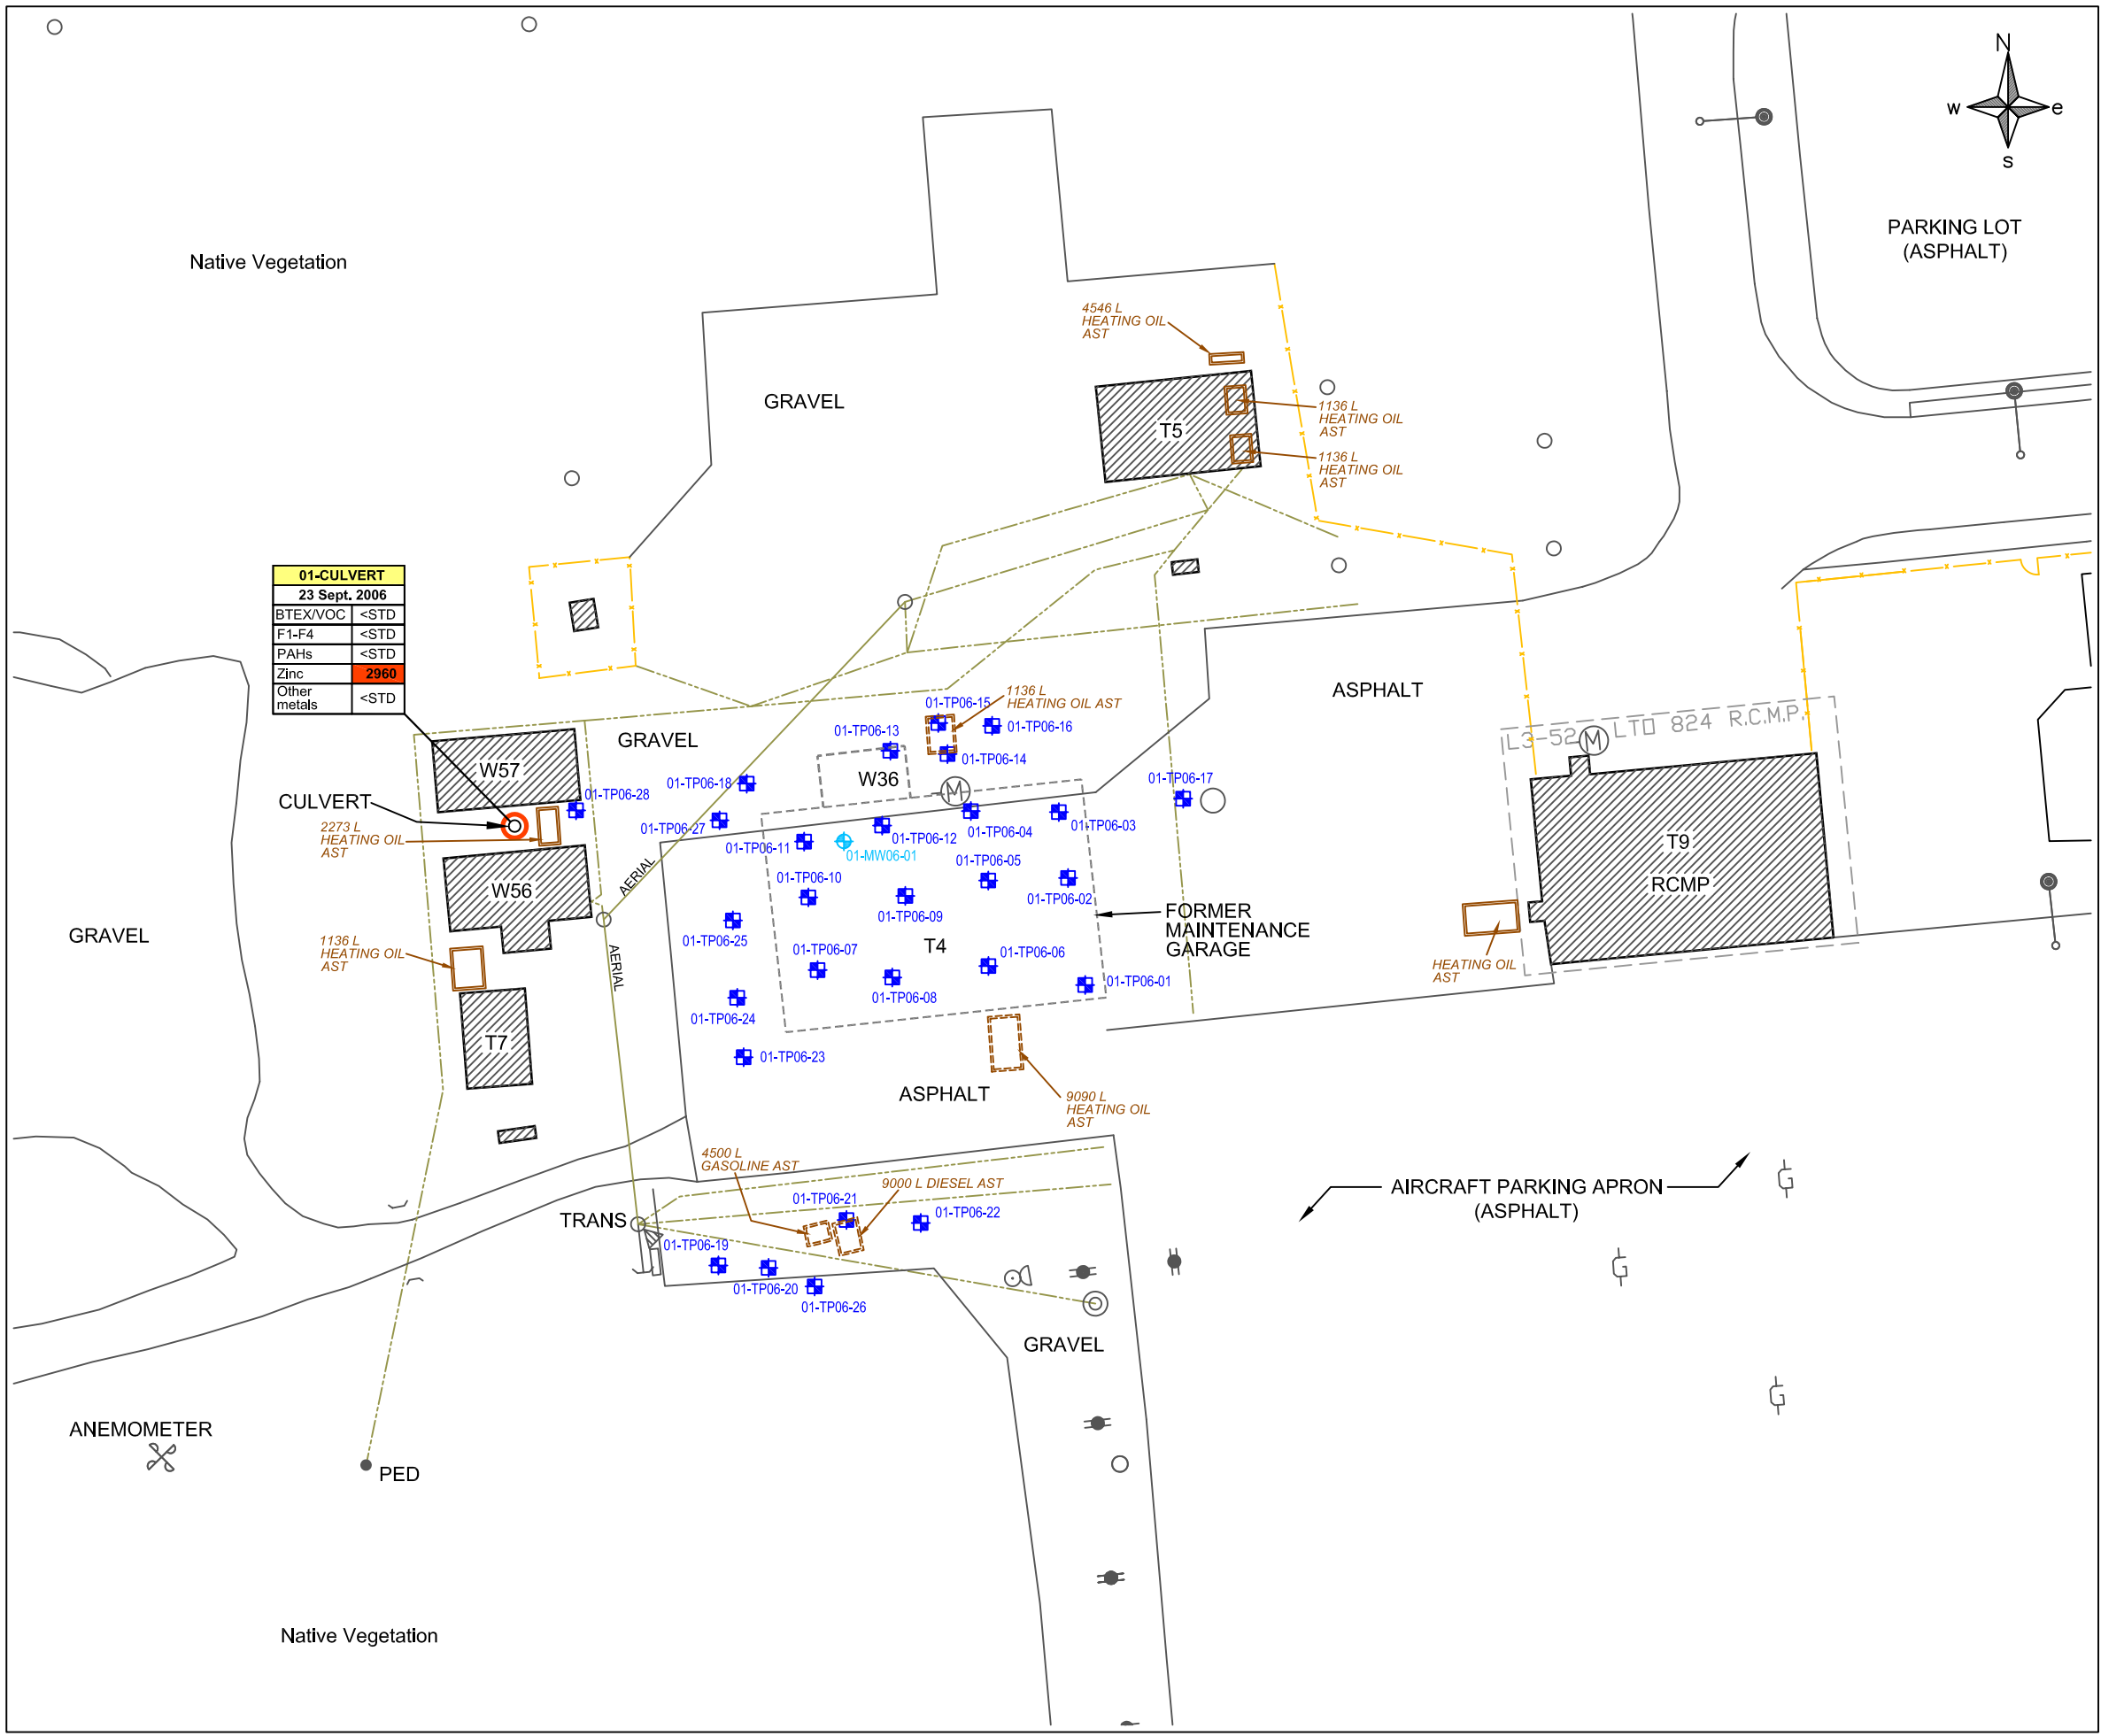 N
w
e
s
PARKING LOT
(ASPHALT)
Native Vegetation
4546 L
HEATING OIL
AST
GRAVEL
1136 L
HEATING OIL
AST
T5
1136 L
HEATING OIL
AST
01-CULVERT
23 Sept. 2006
BTEX/VOC <STD
F1-F4 <STD
PAHs <STD
Zinc 2960
Other
metals <STD
ASPHALT
1136 L
HEATING OIL AST
01-TP06-15
01-TP06-16
01-TP06-13
01-TP06-14
L3-52 LTO 824 R.C.M.P.
M
GRAVEL
W57
W36
M
01-TP06-18
01-TP06-17
01-TP06-28
CULVERT
2273 L
HEATING OIL
AST
01-TP06-27
01-TP06-12
01-TP06-04
01-TP06-03
01-TP06-11
01-MW06-01
01-TP06-05
T9
RCMP
AERIAL
01-TP06-10
W56
01-TP06-02
01-TP06-09
FORMER
MAINTENANCE
GARAGE
GRAVEL
01-TP06-25
T4
1136 L
HEATING OIL
AST
AERIAL
01-TP06-07
01-TP06-06
HEATING OIL
AST
01-TP06-01
01-TP06-08
01-TP06-24
T7
01-TP06-23
ASPHALT
9090 L
HEATING OIL
AST
4500 L
GASOLINE AST
9000 L DIESEL AST
AIRCRAFT PARKING APRON
(ASPHALT)
01-TP06-21
01-TP06-22
TRANS
01-TP06-19
01-TP06-20
01-TP06-26
GRAVEL
ANEMOMETER
PED
Native Vegetation